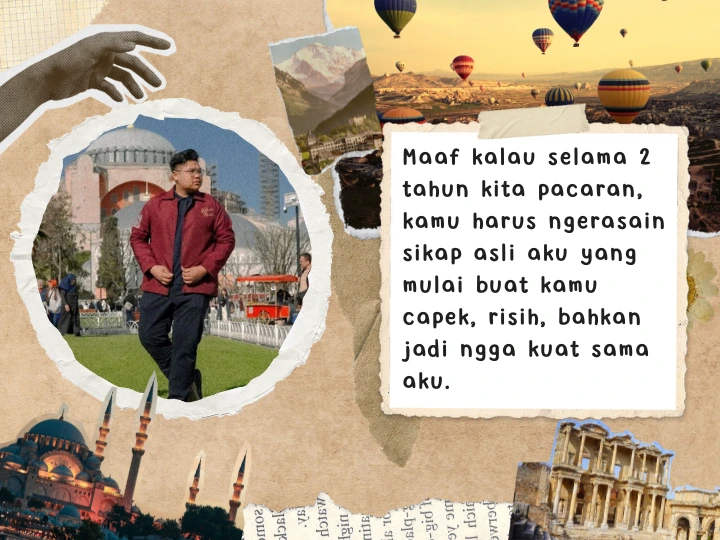 Maaf kalau selama 2
tahun kita pacaran,
kamu harus ngerasain
sikap asli aku yang
mulai buat kamu
capek, risih, bahkan
jadi ngga kuat sama
aku.